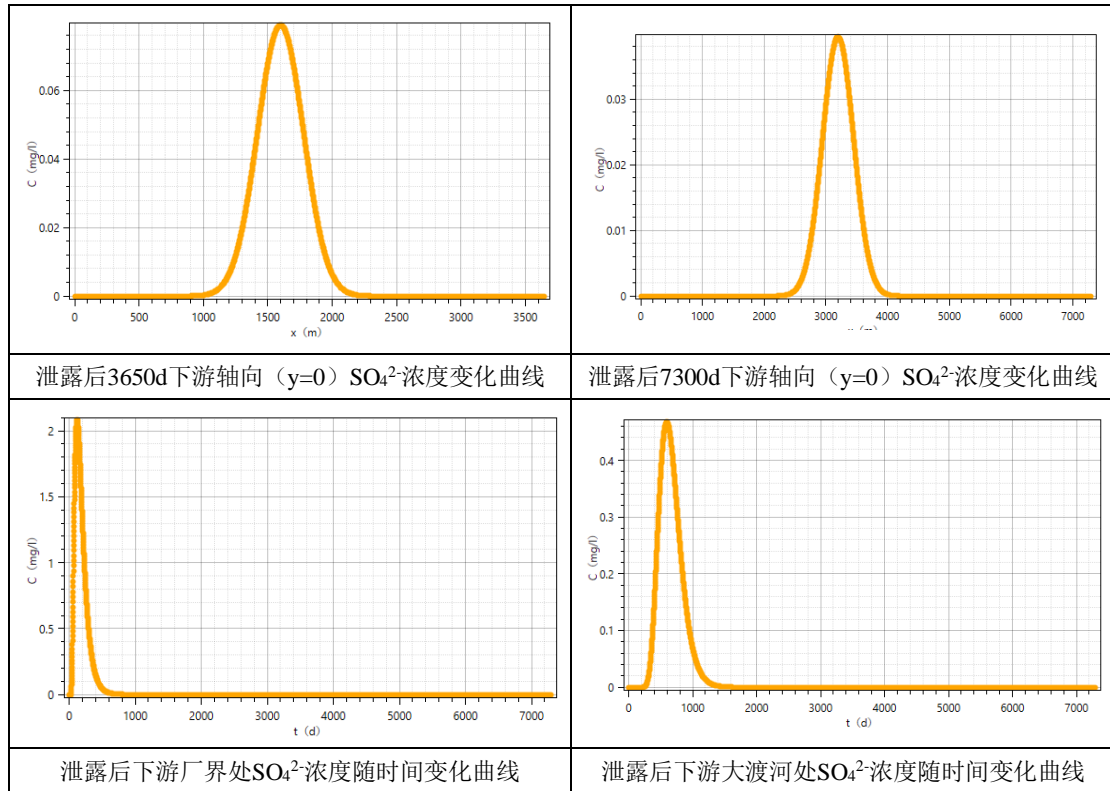 0.06
0.04
0.02
0
C（mg/l）
0 500 1000 1500 2000 2500 3000 3500
x（m）
0.03
0.02
0.01
0
C（mg/l）
0 1000 2000 3000 4000 5000 6000 7000
泄露后3650d下游轴向（y=0）SO₄²⁻浓度变化曲线
泄露后7300d下游轴向（y=0）SO₄²⁻浓度变化曲线
2
1.5
1
0.5
0
C（mg/l）
0 1000 2000 3000 4000 5000 6000 7000
t（d）
0.4
0.3
0.2
0.1
0
C（mg/l）
0 1000 2000 3000 4000 5000 6000 7000
t（d）
泄露后下游厂界处SO₄²⁻浓度随时间变化曲线
泄露后下游大渡河处SO₄²⁻浓度随时间变化曲线